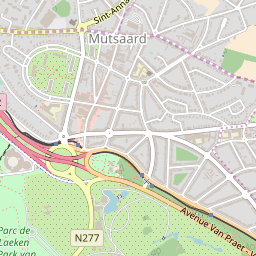 Sint-Anna
Mutsaard
Avenue Van Praet - V
N277
Parc de
Laeken
Park van